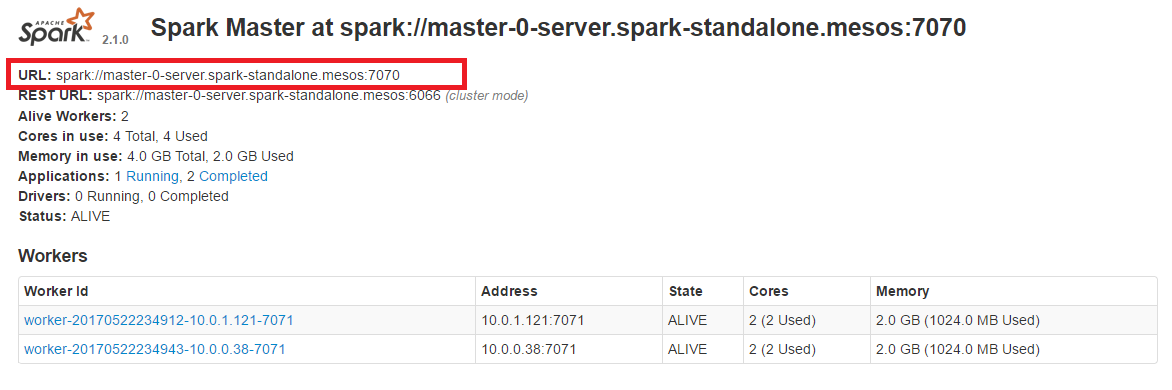 APACHE Spark 2.1.0 Spark Master at spark://master-0-server.spark-standalone.mesos:7070
URL: spark://master-0-server.spark-standalone.mesos:7070
REST URL: spark://master-0-server.spark-standalone.mesos:6066 (cluster mode)
Alive Workers: 2
Cores in use: 4 Total, 4 Used
Memory in use: 4.0 GB Total, 2.0 GB Used
Applications: 1 Running, 2 Completed
Drivers: 0 Running, 0 Completed
Status: ALIVE
Workers
Worker Id Address State Cores Memory
worker-20170522234912-10.0.1.121-7071 10.0.1.121:7071 ALIVE 2 (2 Used) 2.0 GB (1024.0 MB Used)
worker-20170522234943-10.0.0.38-7071 10.0.0.38:7071 ALIVE 2 (2 Used) 2.0 GB (1024.0 MB Used)